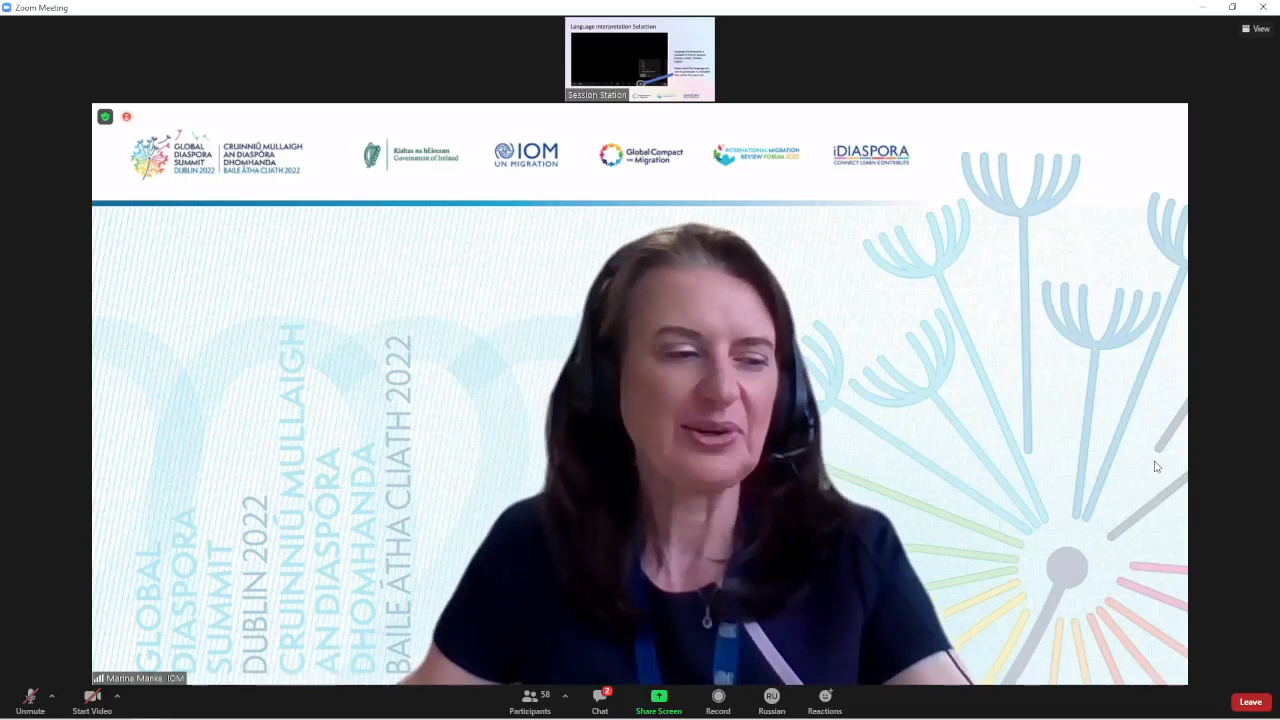 Zoom Meeting
View
Language Interpretation Selection
Session Station
GLOBAL
DIASPORA
SUMMIT
DUBLIN 2022
CRUINNIÚ MULLAIGH
AN DIASPÓRA
DHOMHANDA
BAILE ÁTHA CLIATH 2022
Rialtas na hÉireann
Government of Ireland
IOM
UN MIGRATION
Global Compact
Migration
INTERNATIONAL MIGRATION
REVIEW FORUM 2022
iDIASPORA
CONNECT LEARN CONTRIBUTE
GLOBAL
DIASPORA
SUMMIT
DUBLIN 2022
CRUINNIÚ MULLAIGH
AN DIASPÓRA
DHOMHANDA
BAILE ÁTHA CLIATH 2022
Marina Manke, IOM
Unmute
Start Video
58
Participants
2
Chat
Share Screen
Record
RU
Russian
Reactions
Leave